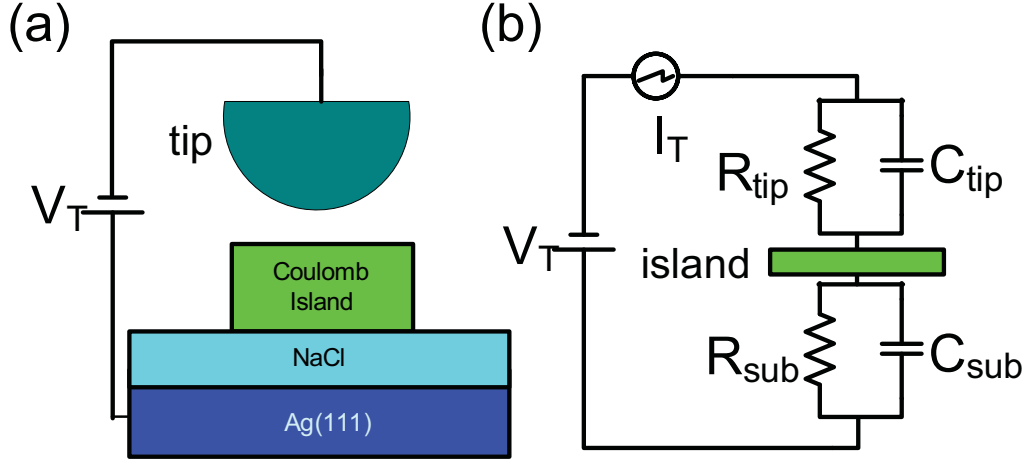 (a)
tip
V_T
Coulomb
Island
NaCl
Ag(111)
(b)
I_T
R_tip
C_tip
V_T
island
R_sub
C_sub